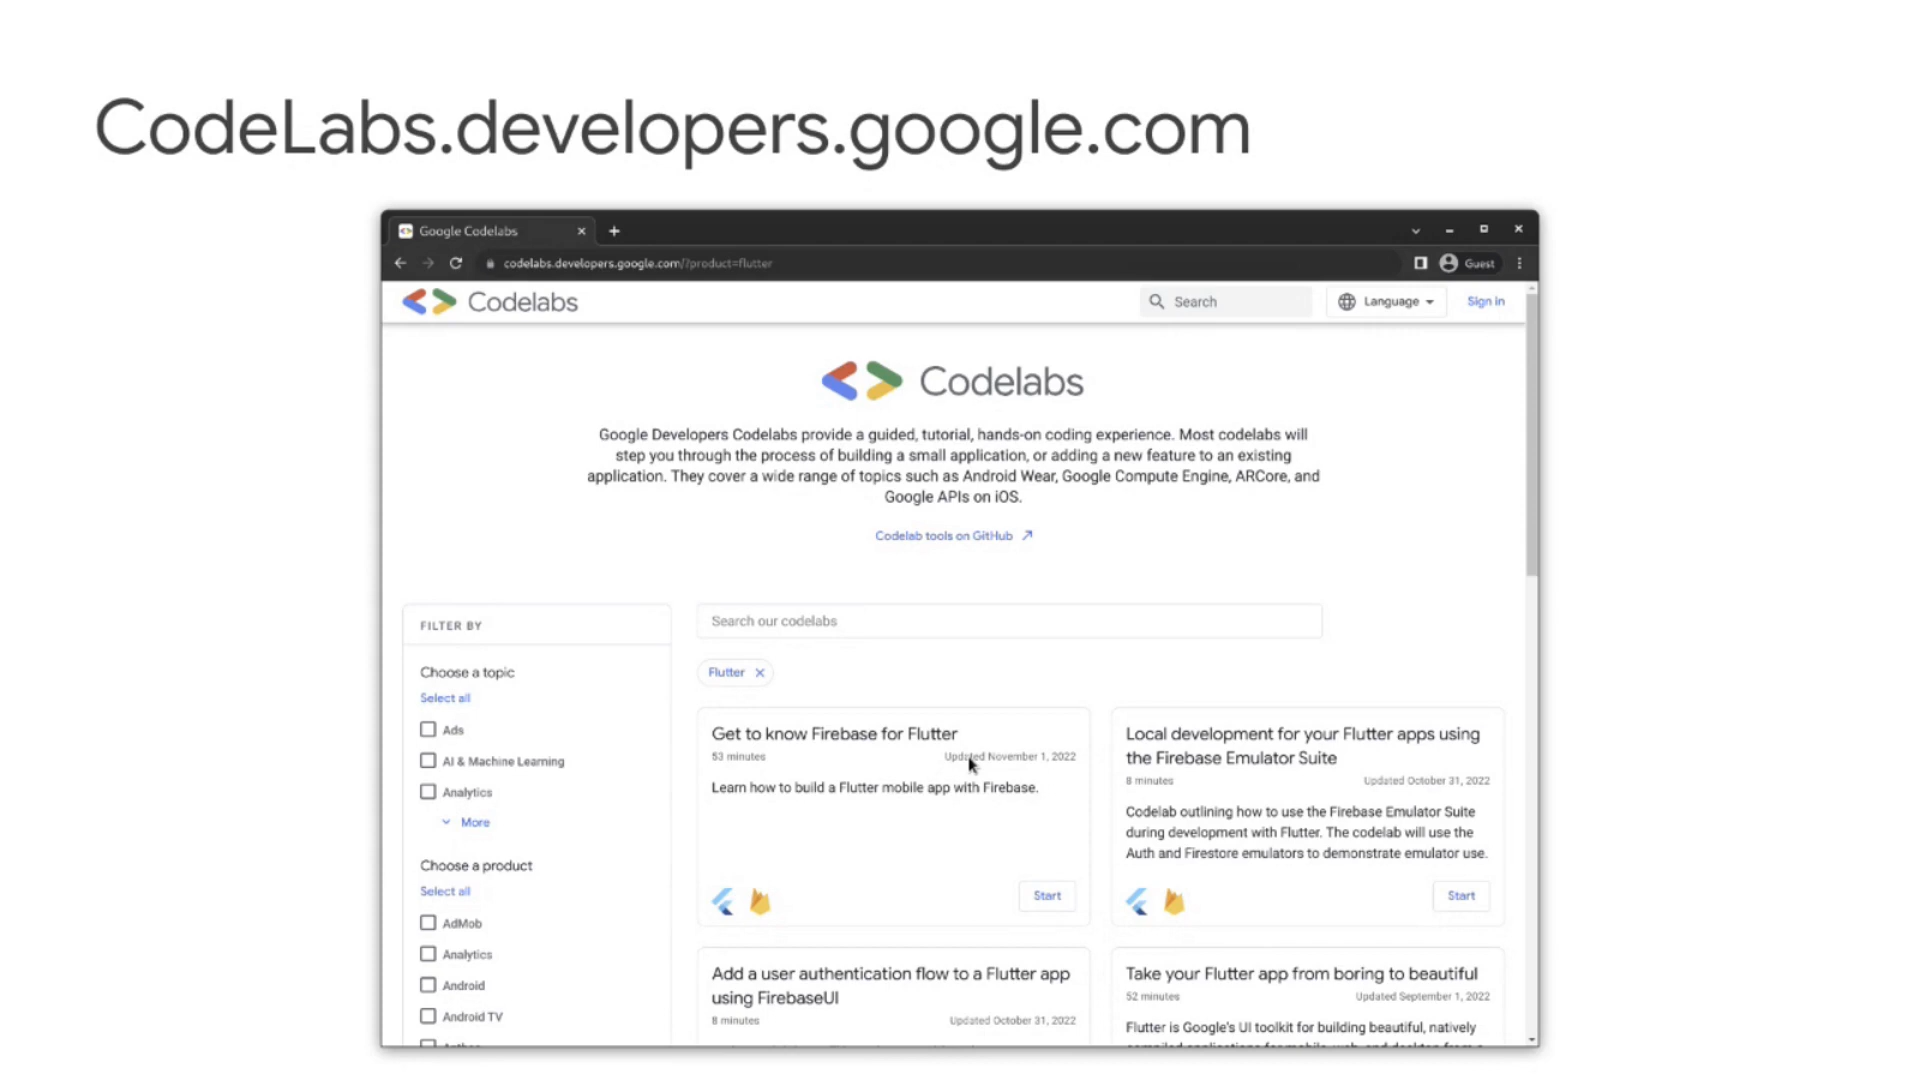 CodeLabs.developers.google.com
Google Codelabs
codelabs.developers.google.com/?product=flutter
Guest
Codelabs
Search
Language
Sign in
Codelabs
Google Developers Codelabs provide a guided, tutorial, hands-on coding experience. Most codelabs will
step you through the process of building a small application, or adding a new feature to an existing
application. They cover a wide range of topics such as Android Wear, Google Compute Engine, ARCore, and
Google APIs on iOS.
Codelab tools on GitHub
FILTER BY
Choose a topic
Select all
Ads
AI & Machine Learning
Analytics
More
Choose a product
Select all
AdMob
Analytics
Android
Android TV
Search our codelabs
Flutter
Get to know Firebase for Flutter
53 minutes
Updated November 1, 2022
Learn how to build a Flutter mobile app with Firebase.
Start
Local development for your Flutter apps using
the Firebase Emulator Suite
8 minutes
Updated October 31, 2022
Codelab outlining how to use the Firebase Emulator Suite
during development with Flutter. The codelab will use the
Auth and Firestore emulators to demonstrate emulator use.
Start
Add a user authentication flow to a Flutter app
using FirebaseUI
8 minutes
Updated October 31, 2022
Take your Flutter app from boring to beautiful
52 minutes
Updated September 1, 2022
Flutter is Google's UI toolkit for building beautiful, natively